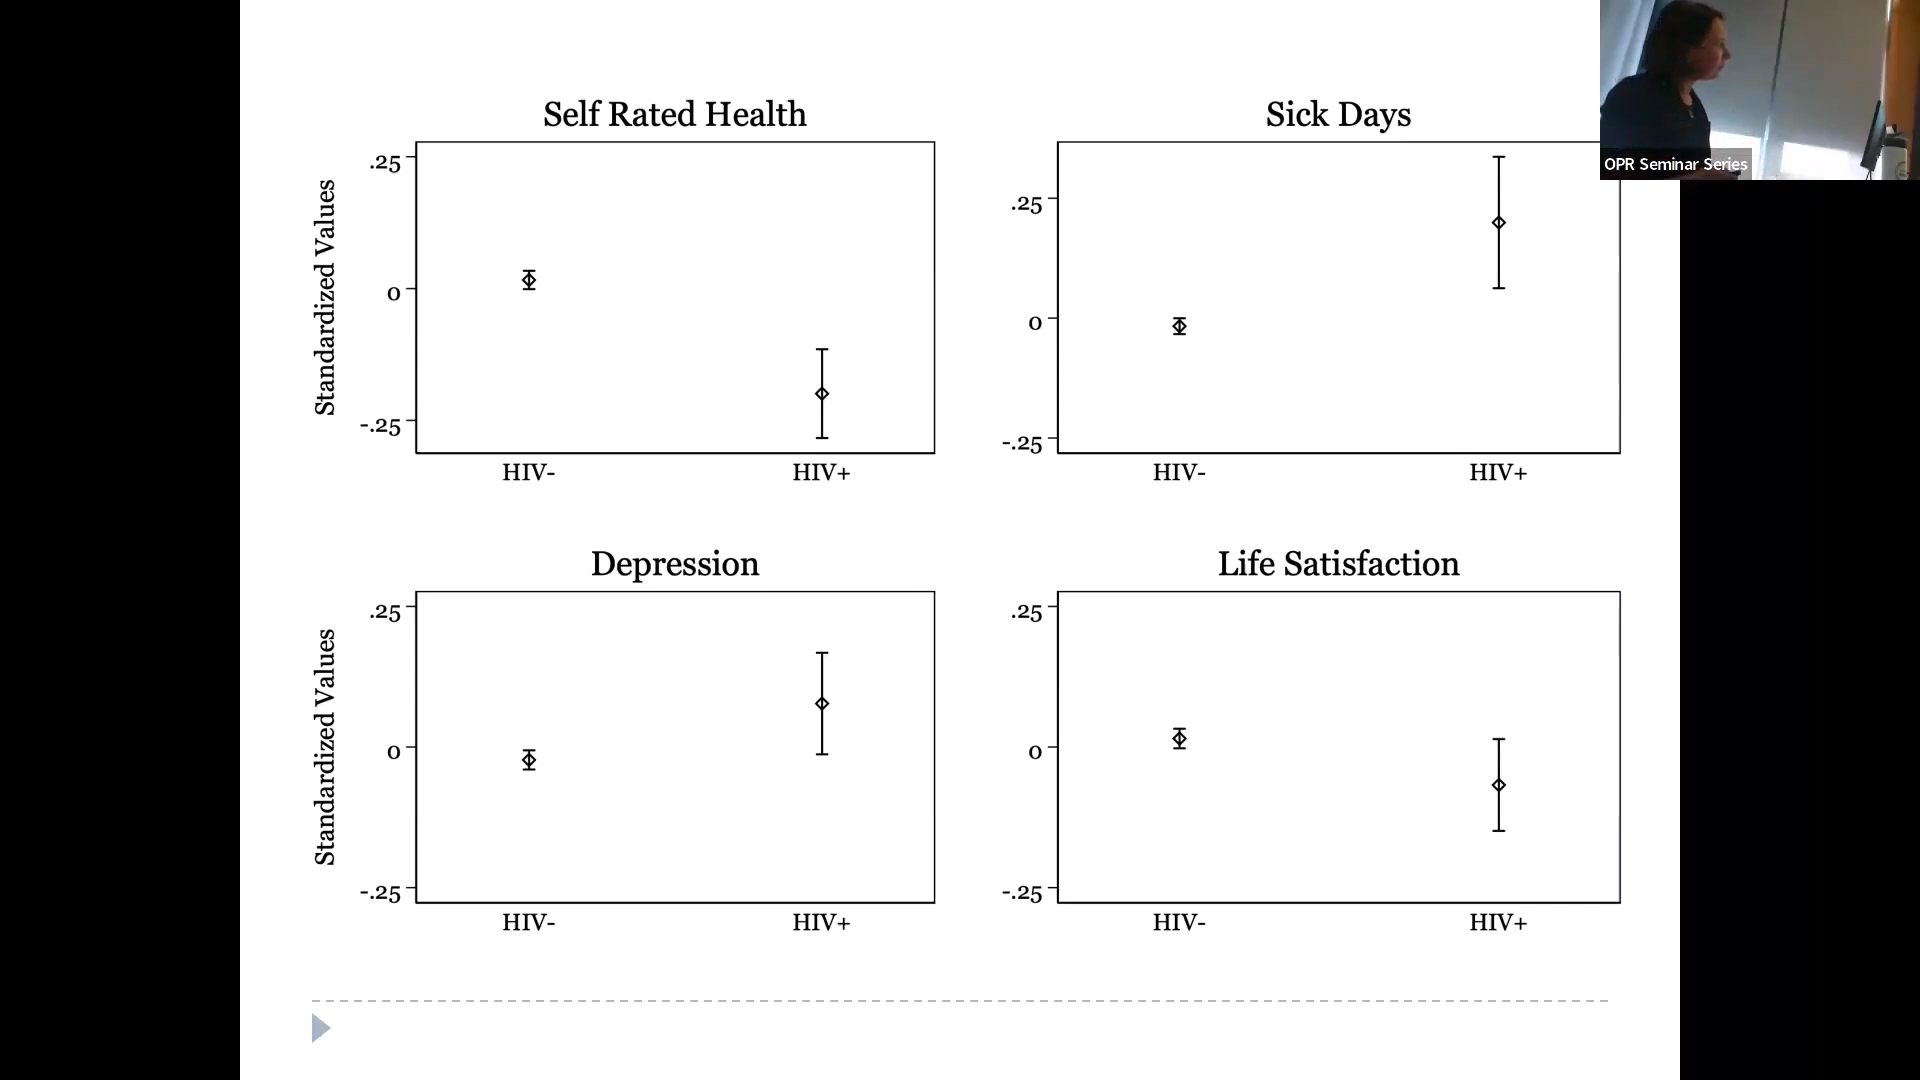 Self Rated Health
Standardized Values
.25
0
-.25
HIV-
HIV+
Sick Days
.25
0
-.25
HIV-
HIV+
OPR Seminar Series
Depression
Standardized Values
.25
0
-.25
HIV-
HIV+
Life Satisfaction
.25
0
-.25
HIV-
HIV+